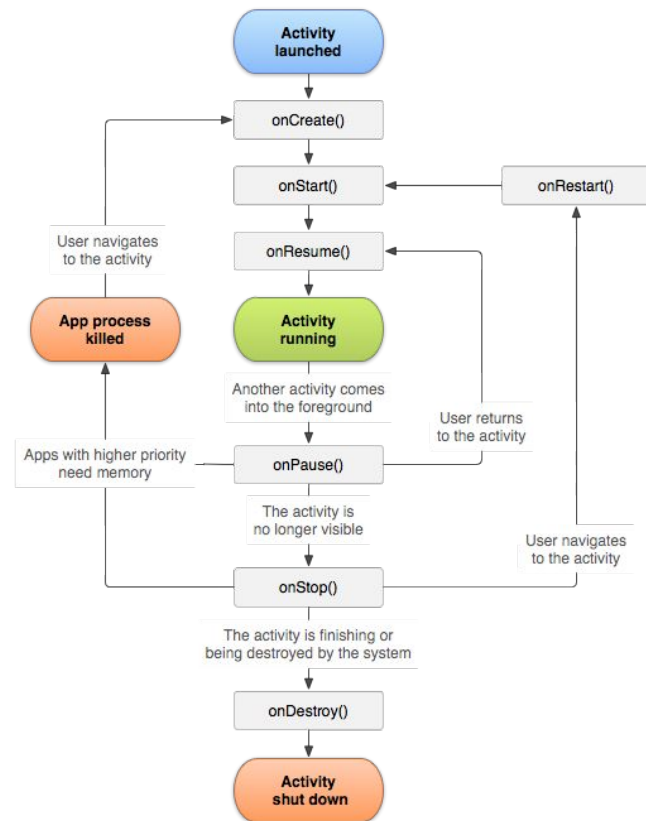 Activity
launched
onCreate()
onStart()
onRestart()
User navigates
to the activity
onResume()
App process
killed
Activity
running
Another activity comes
into the foreground
User returns
to the activity
Apps with higher priority
need memory
onPause()
The activity is
no longer visible
User navigates
to the activity
onStop()
The activity is finishing or
being destroyed by the system
onDestroy()
Activity
shut down